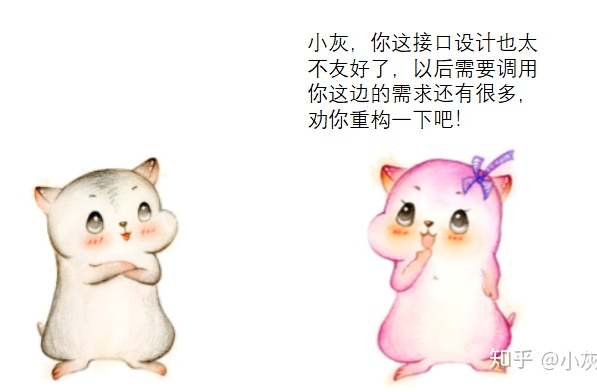 小灰，你这接口设计也太
不友好了，以后需要调用
你这边的需求还有很多，
劝你重构一下吧！
知乎 @小灰